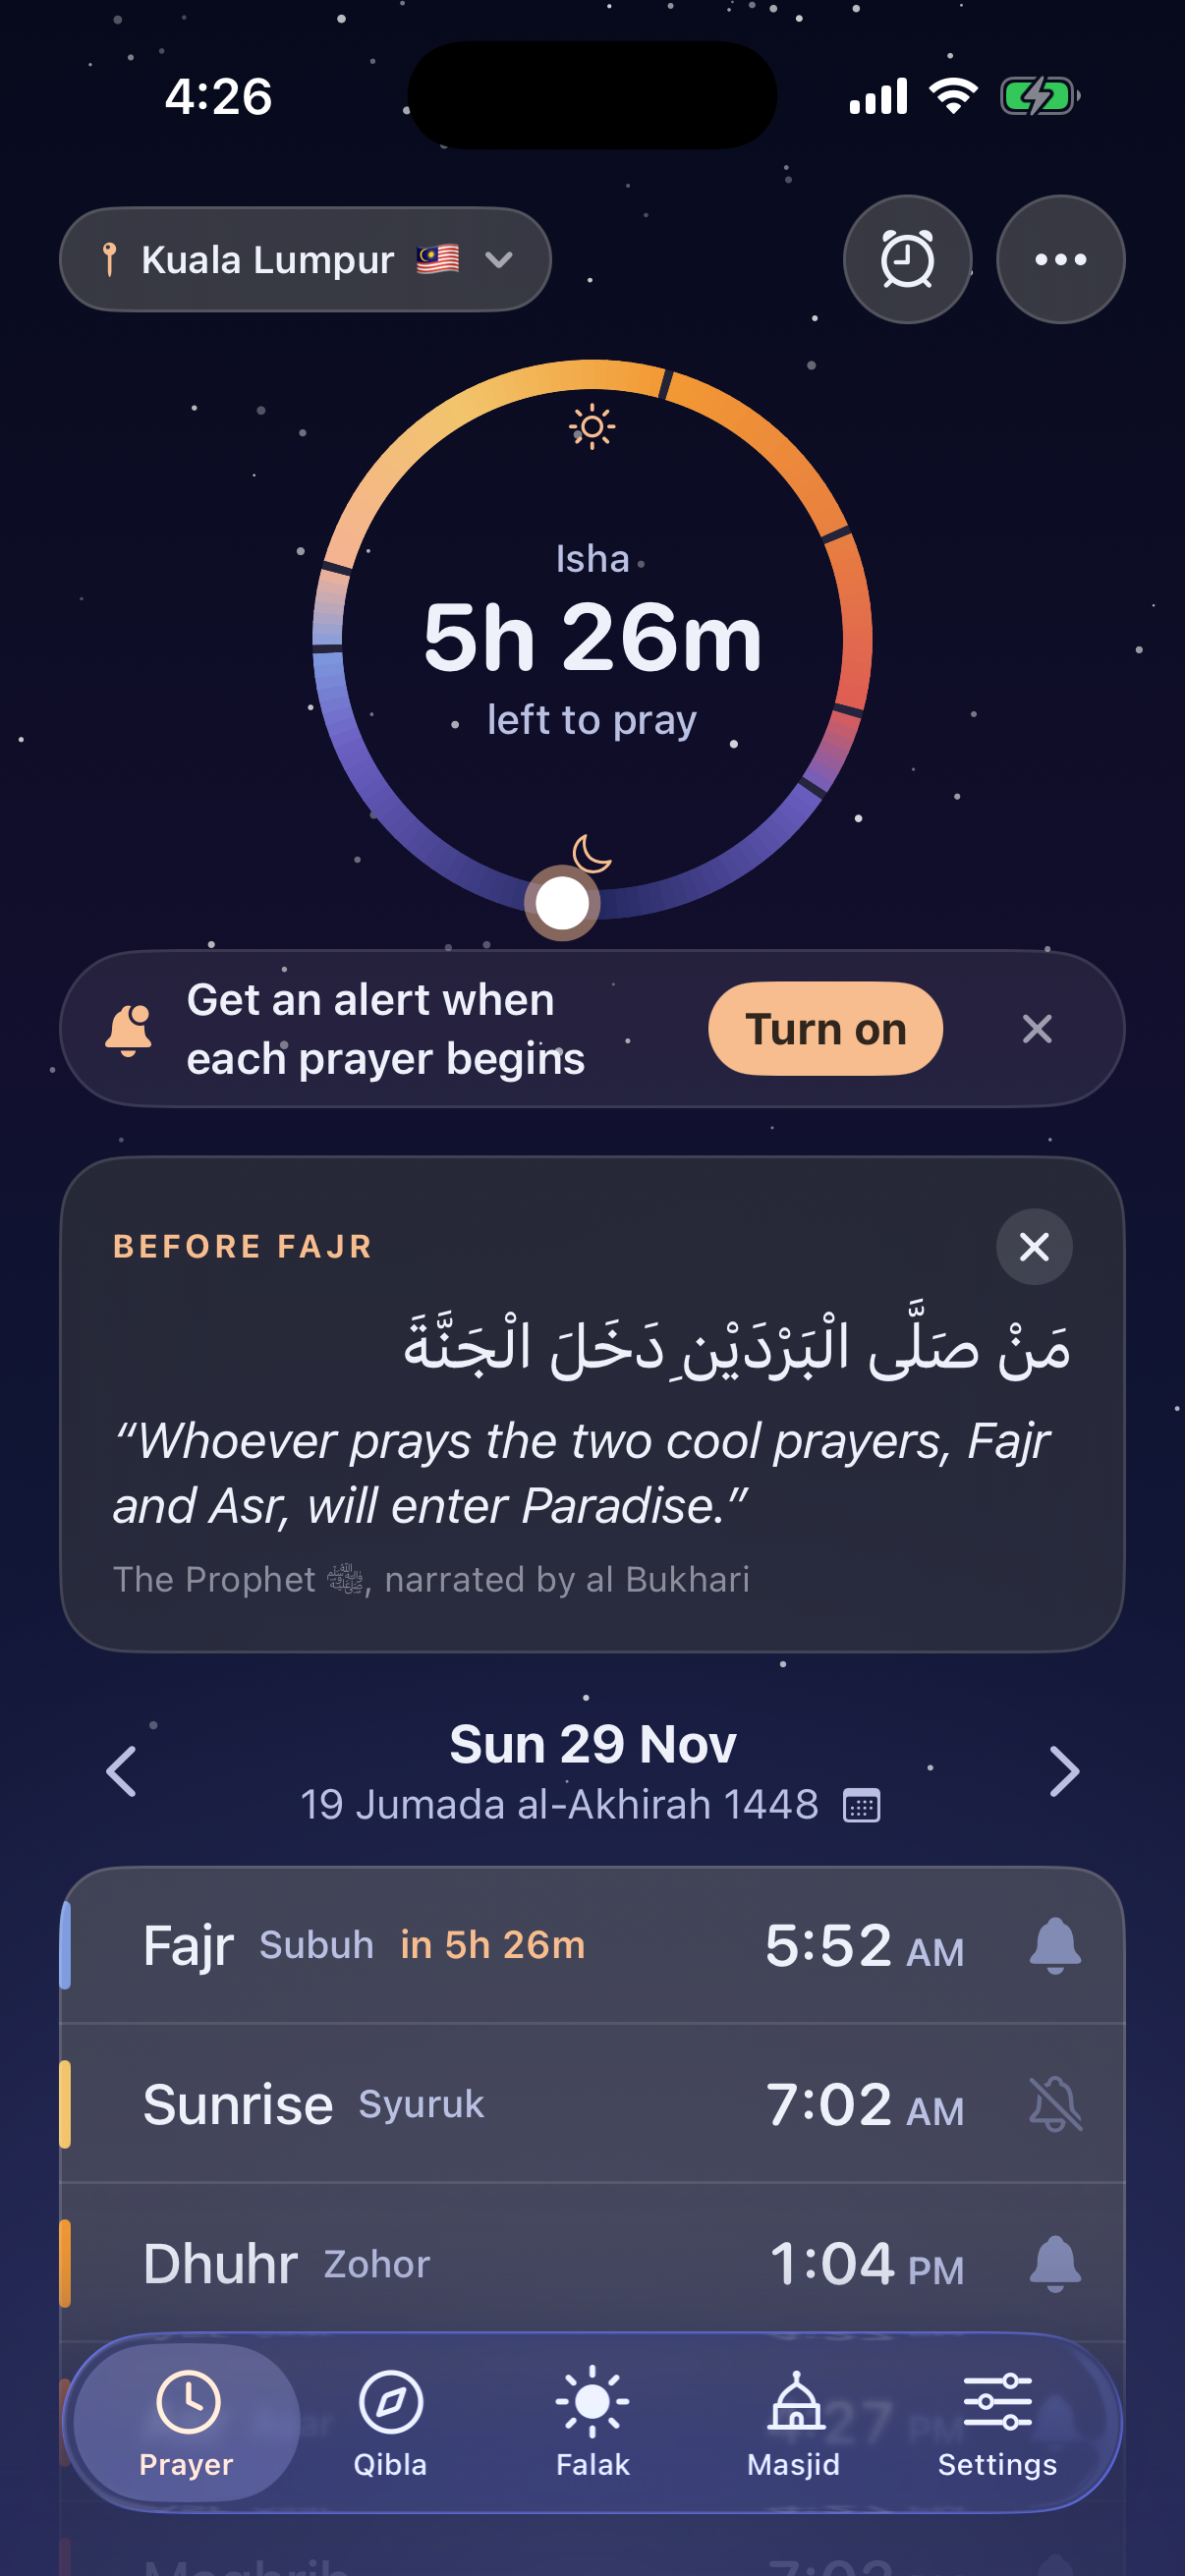 4:26
Kuala Lumpur 🇲🇾
Isha
5h 26m
left to pray
Get an alert when
each prayer begins
Turn on
BEFORE FAJR
مَنْ صَلَّى الْبَرْدَيْنِ دَخَلَ الْجَنَّةَ
“Whoever prays the two cool prayers, Fajr
and Asr, will enter Paradise.”
The Prophet ﷺ, narrated by al Bukhari
Sun 29 Nov
19 Jumada al-Akhirah 1448
Fajr Subuh in 5h 26m 5:52 AM
Sunrise Syuruk 7:02 AM
Dhuhr Zohor 1:04 PM
Prayer Qibla Falak Masjid Settings